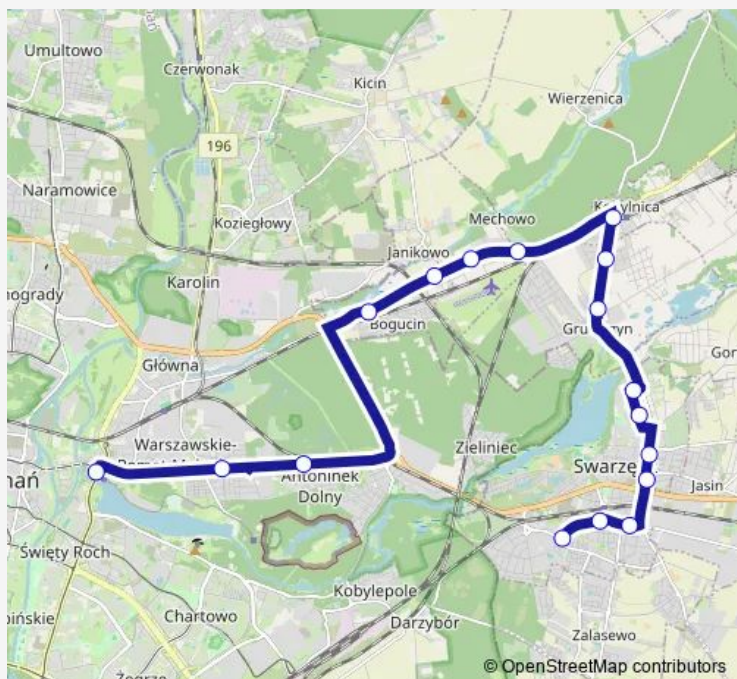 Umultowo
Czerwonak
Kicin
Wierzenica
196
Naramowice
Koziegłowy
Mechowo
Janikowo
Karolin
Bogucin
Główna
Warszawskie-
Zieliniec
Antoninek
Dolny
Jasin
Święty Roch
Kobylepole
Chartowo
Darzybór
Zalasewo
© OpenStreetMap contributors